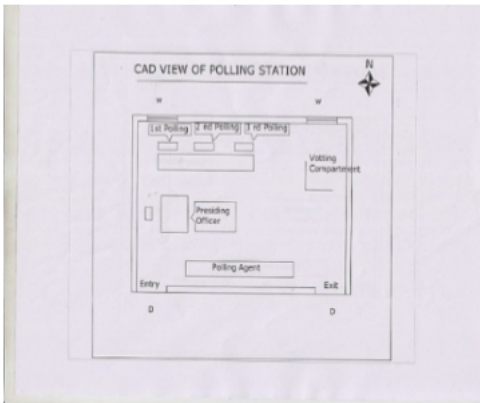 CAD VIEW OF POLLING STATION
N
W
W
1st Polling
2 nd Polling
3 rd Polling
Votting
Compartment
Presiding
Officer
Polling Agent
Entry
Exit
D
D